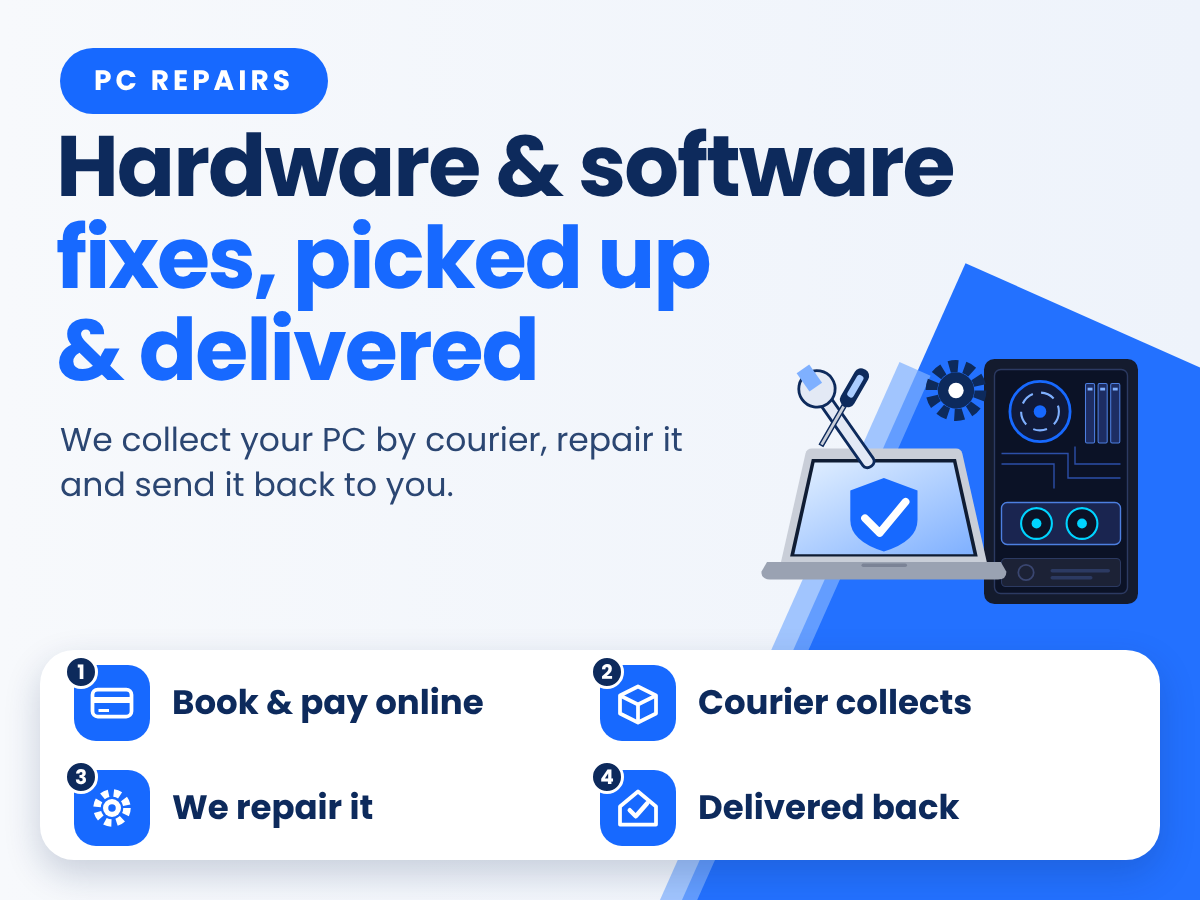 PC REPAIRS
Hardware & software
fixes, picked up
& delivered
We collect your PC by courier, repair it
and send it back to you.
1
Book & pay online
2
Courier collects
3
We repair it
4
Delivered back